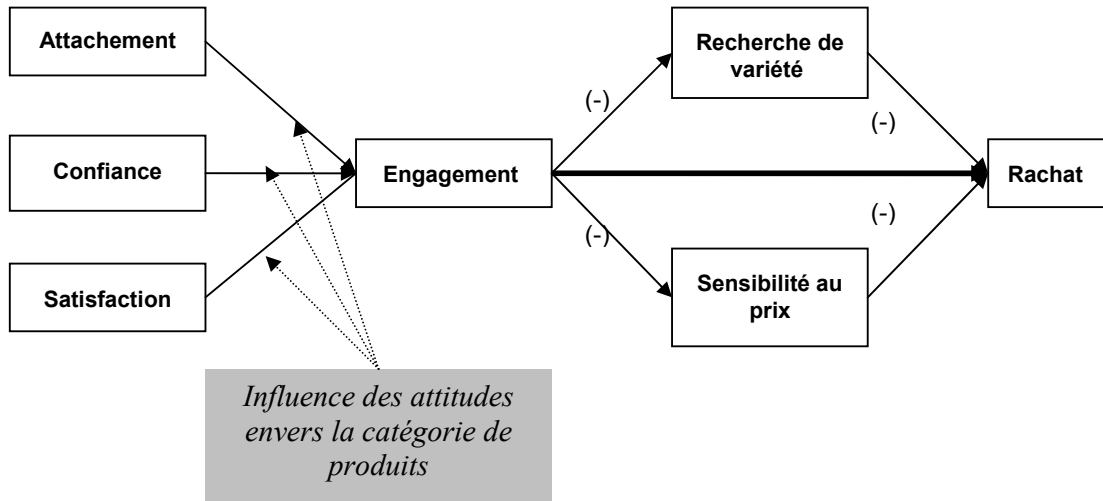 Attachement
Confiance
Satisfaction
Engagement
Recherche de
variété
(-)
(-)
Rachat
(-)
(-)
Sensibilité au
prix
Influence des attitudes
envers la catégorie de
produits